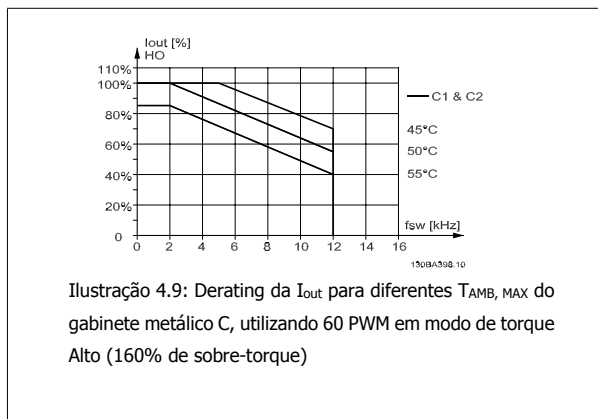 Iout [%]
HO
110%
100%
80%
60%
40%
20%
0
0 2 4 6 8 10 12 14 16
fsw [kHz]
C1 & C2
45°C
50°C
55°C
130BA398.10
Ilustração 4.9: Derating da Iout para diferentes TAMB, MAX do
gabinete metálico C, utilizando 60 PWM em modo de torque
Alto (160% de sobre-torque)